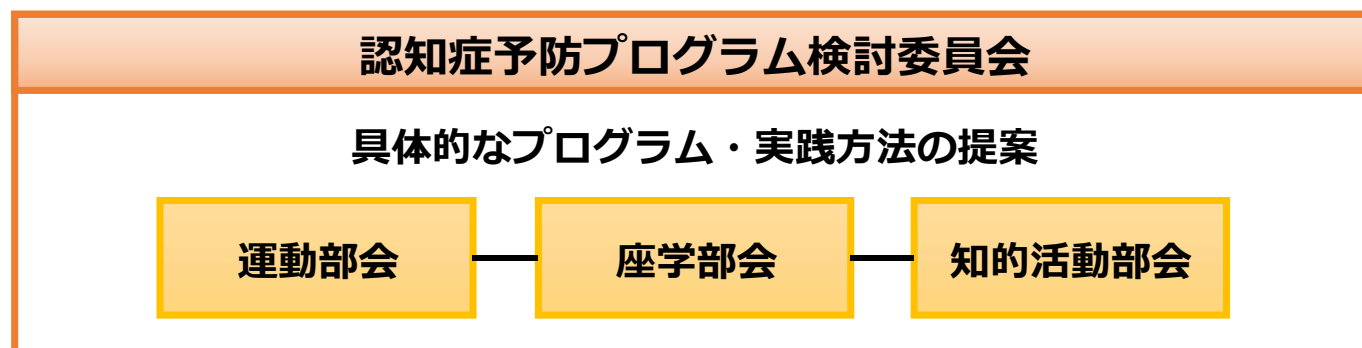 認知症予防プログラム検討委員会
具体的なプログラム・実践方法の提案
運動部会
座学部会
知的活動部会